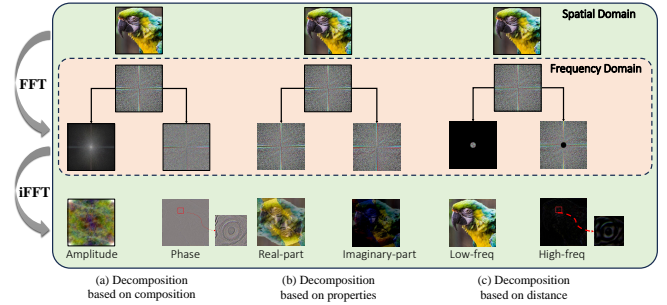 Spatial Domain
Frequency Domain
FFT
iFFT
Amplitude
Phase
Real-part
Imaginary-part
Low-freq
High-freq
(a) Decomposition
based on composition
(b) Decomposition
based on properties
(c) Decomposition
based on distance